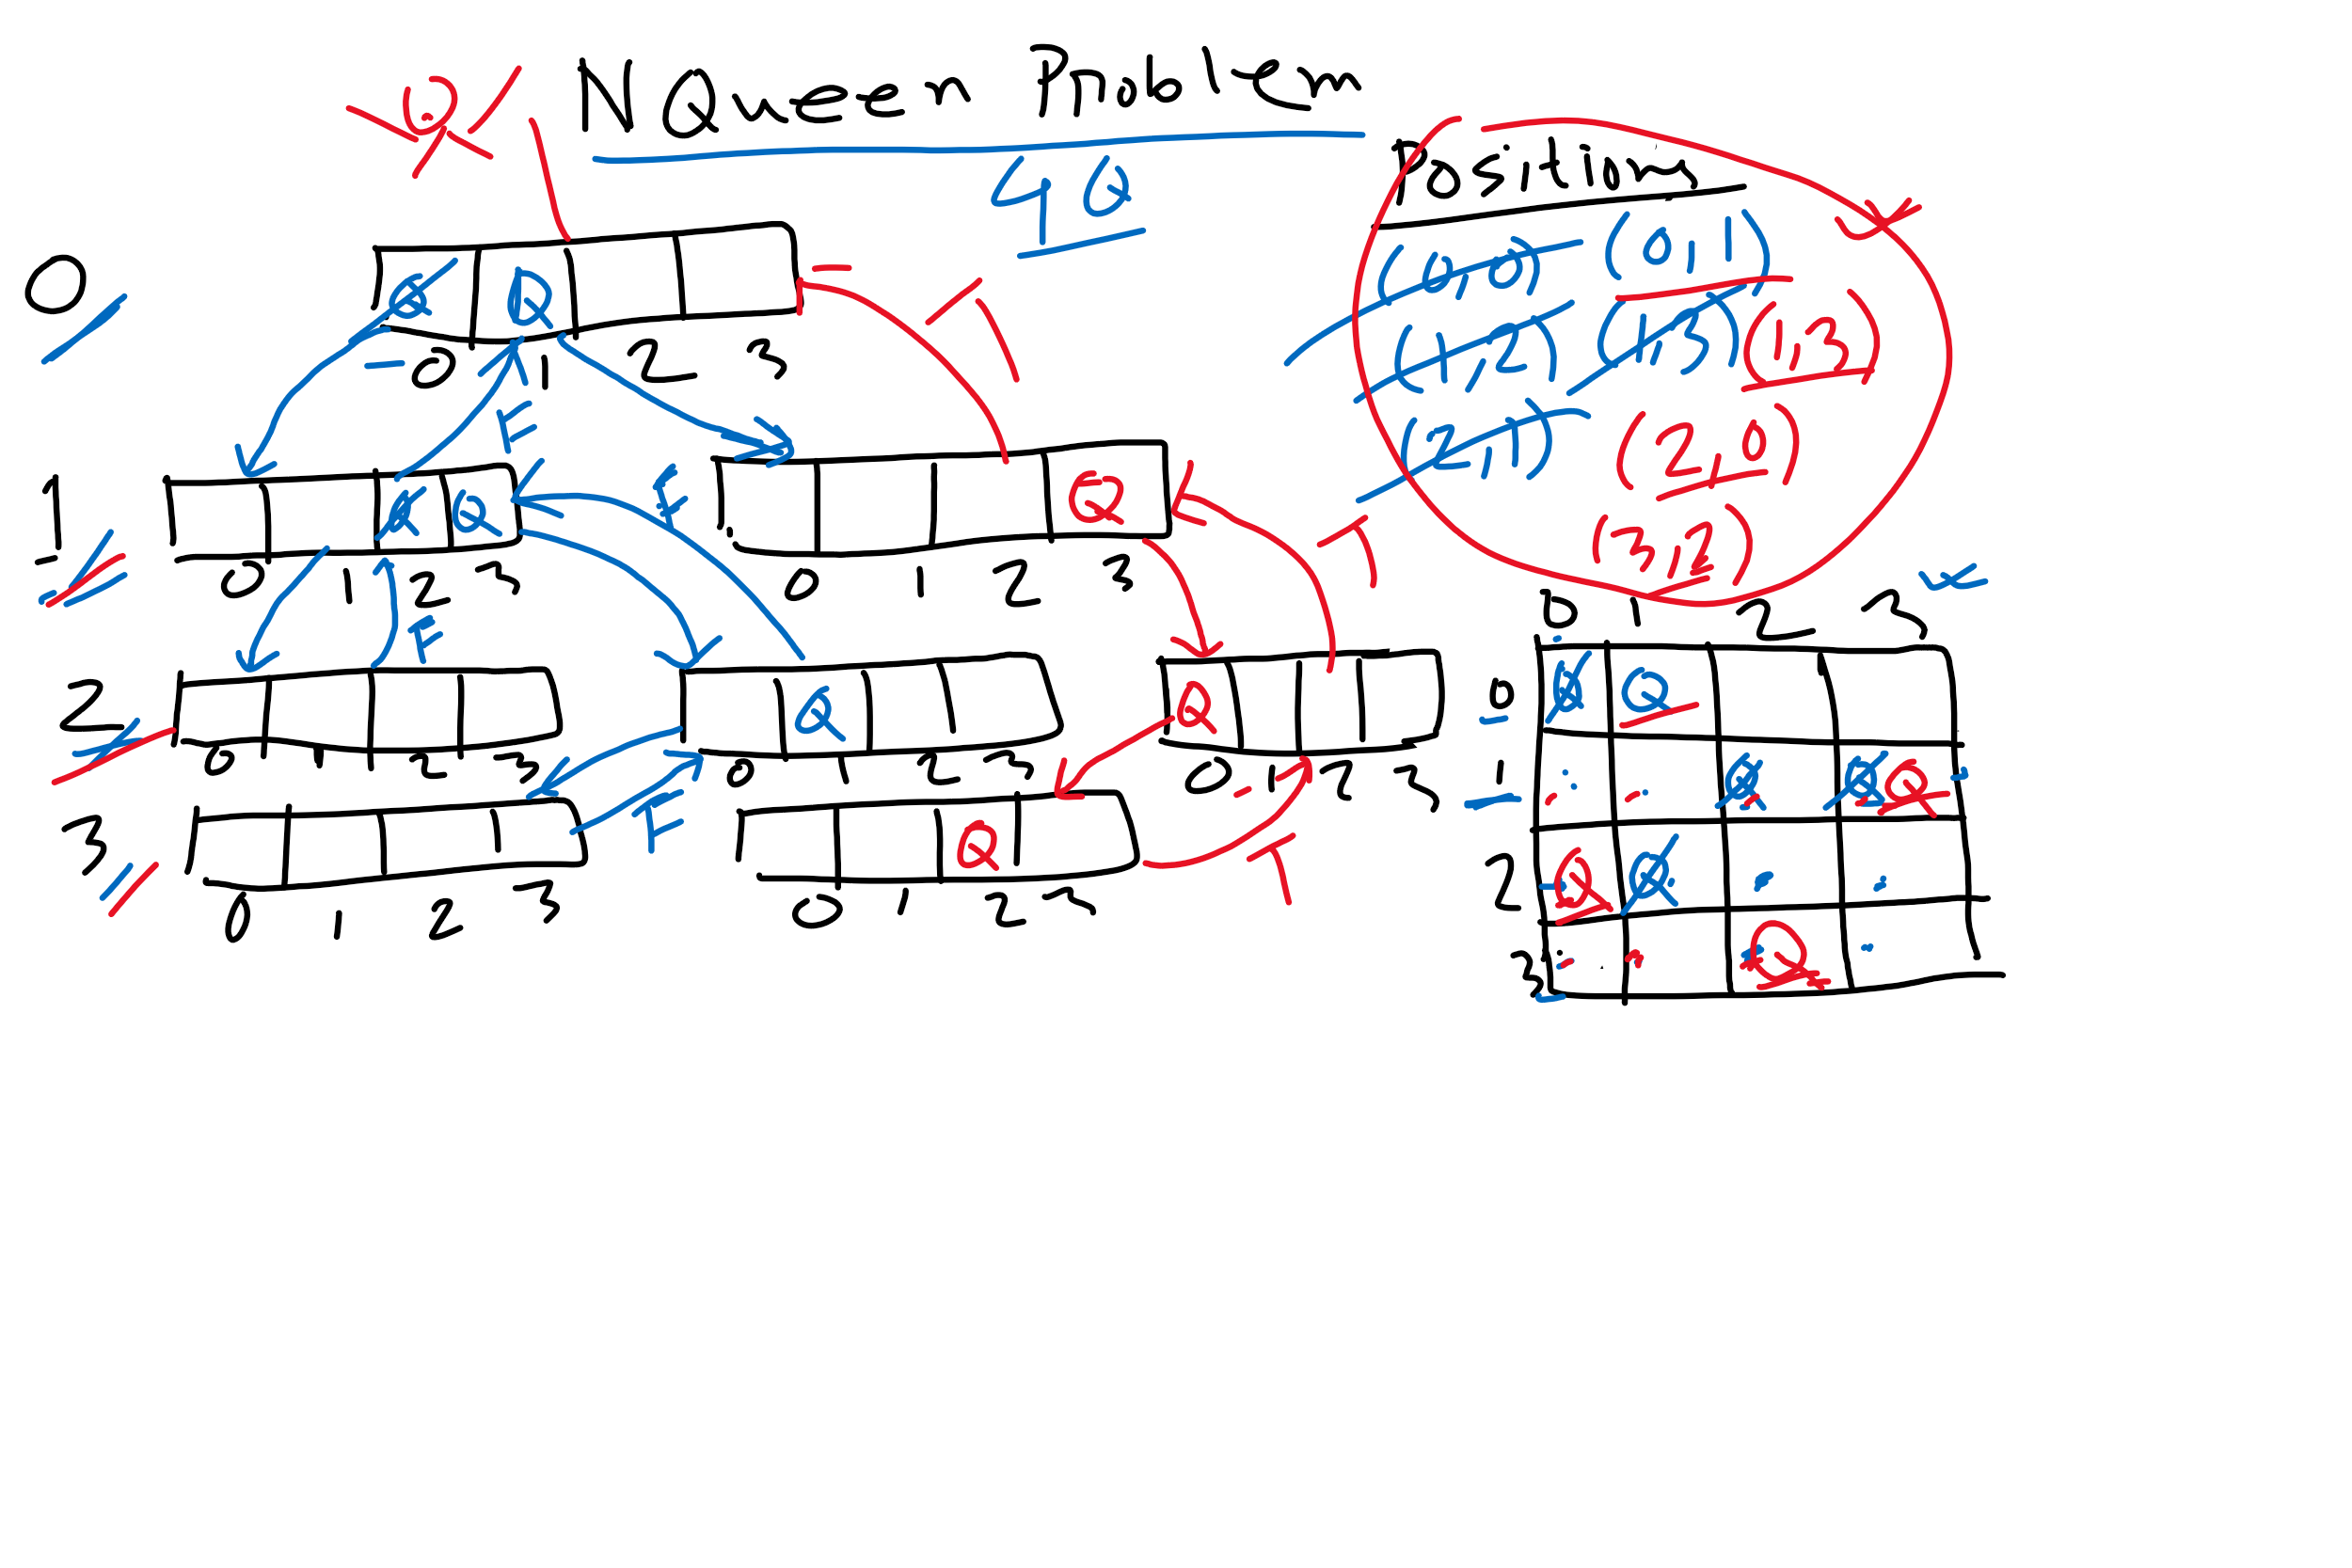 N Queen Problem
4Q
Position
(0,0) (0,1)
(1,2) (1,3) (1,3)
(2,1) (2,0)
(3,2)
0 Q Q
0 1 2 3
F T
1 Q Q F Q
0 1 2 3 0 1 2 3
F T
2 Q Q
0 1 2 3 0 1 2 3 0 1 2 3
3 F Q T
0 1 2 3 0 1 2 3
0 1 2 3
0 Q Q
1 Q Q Q
2 Q Q
3 Q